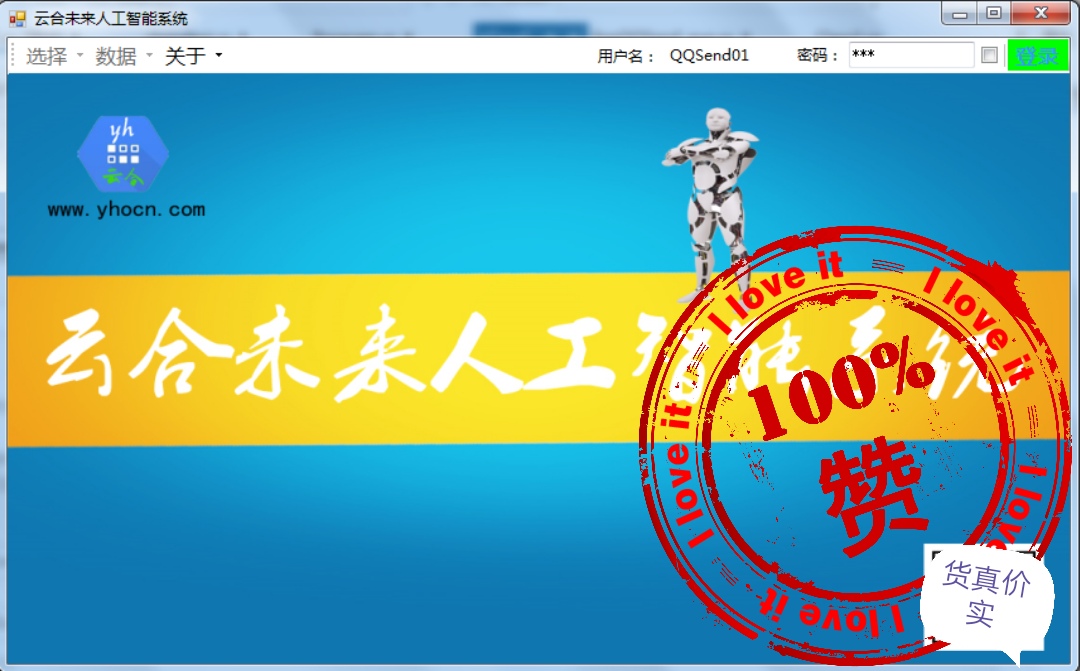 云合未来人工智能系统
选择 数据 关于 用户名： QQSend01 密码： *** 登录
yh
云合
www.yhocn.com
云合未来人工智能系统
I love it
I love it
I love it
I love it
I love it
100%
赞
货真价
实